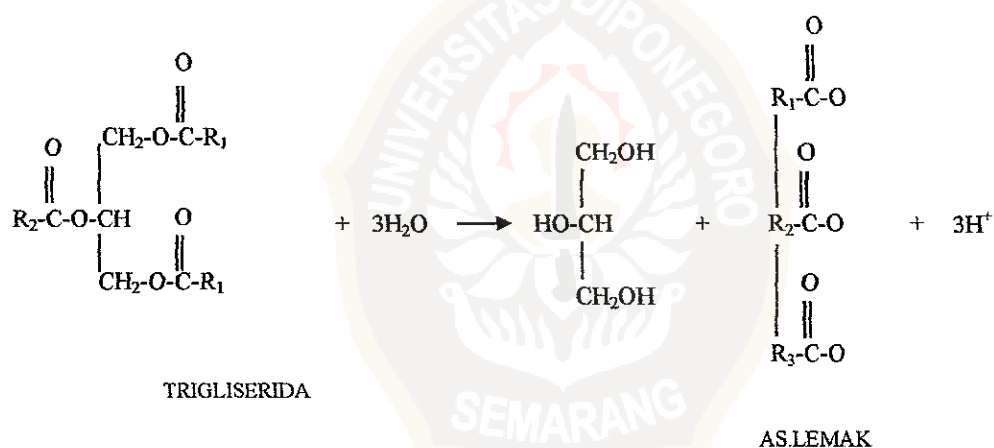 UNIVERSITAS DIPONEGORO
SEMARANG
O
O
CH₂-O-C-R₁
O
R₂-C-O-CH
O
CH₂-O-C-R₁
TRIGLISERIDA
+ 3H₂O
CH₂OH
HO-CH
CH₂OH
+
O
R₁-C-O
O
R₂-C-O
O
R₃-C-O
AS.LEMAK
+ 3H⁺